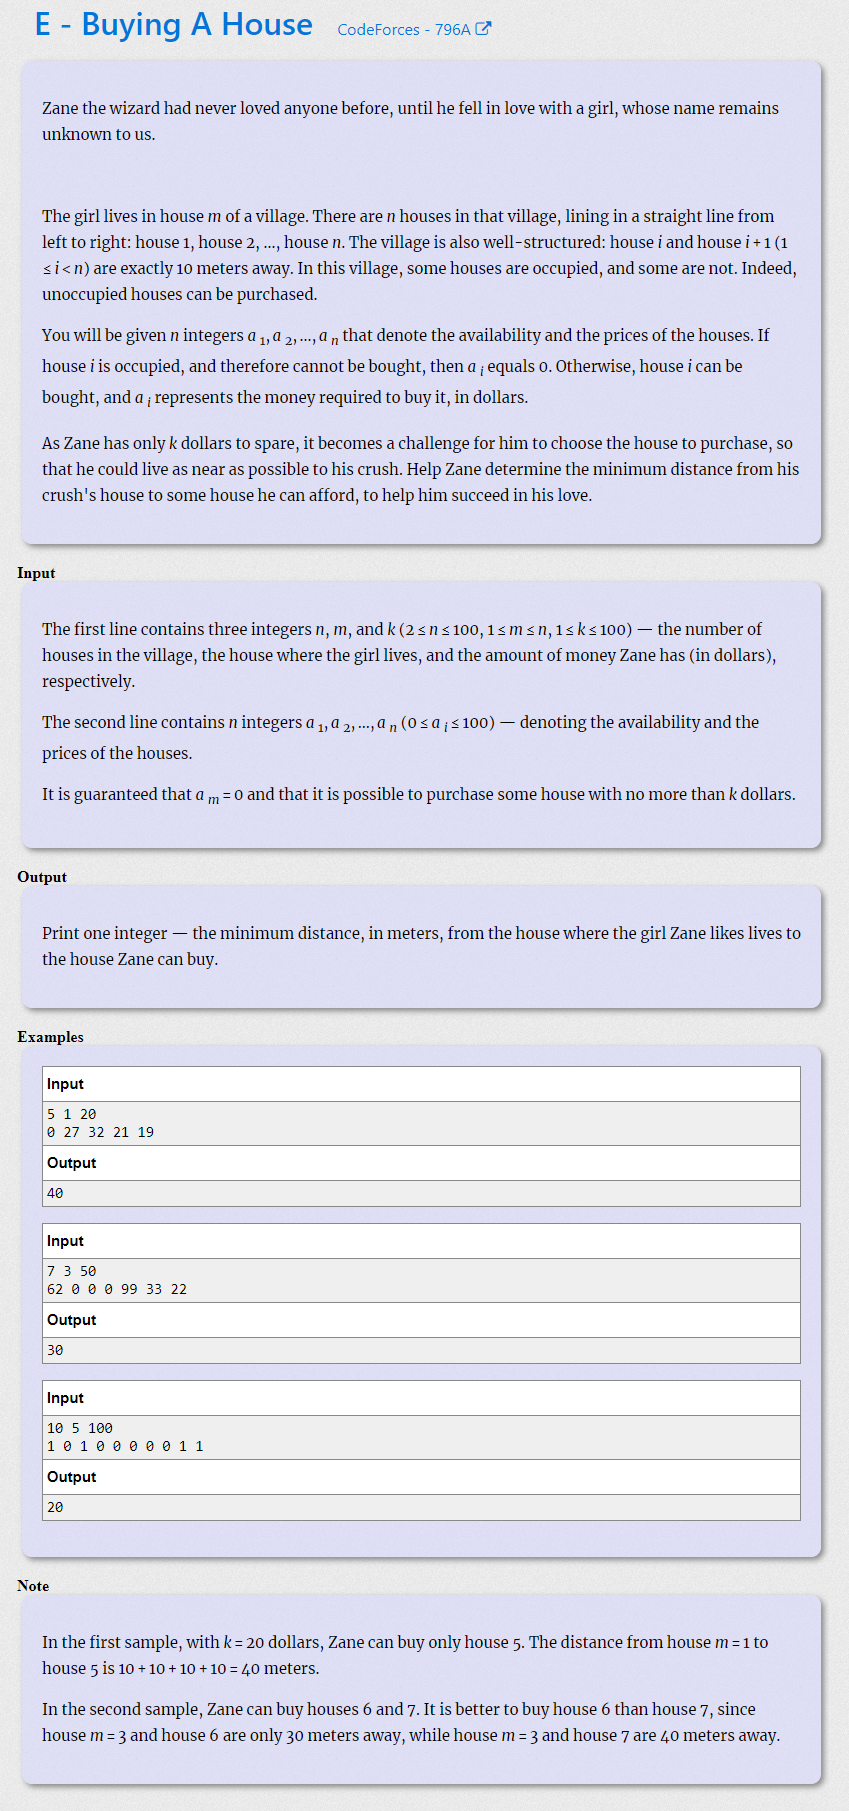 E - Buying A House CodeForces - 796A
Zane the wizard had never loved anyone before, until he fell in love with a girl, whose name remains
unknown to us.
The girl lives in house m of a village. There are n houses in that village, lining in a straight line from
left to right: house 1, house 2, ..., house n. The village is also well-structured: house i and house i + 1 (1
≤ i < n) are exactly 10 meters away. In this village, some houses are occupied, and some are not. Indeed,
unoccupied houses can be purchased.
You will be given n integers a 1, a 2, ..., a n that denote the availability and the prices of the houses. If
house i is occupied, and therefore cannot be bought, then a i equals 0. Otherwise, house i can be
bought, and a i represents the money required to buy it, in dollars.
As Zane has only k dollars to spare, it becomes a challenge for him to choose the house to purchase, so
that he could live as near as possible to his crush. Help Zane determine the minimum distance from his
crush's house to some house he can afford, to help him succeed in his love.
Input
The first line contains three integers n, m, and k (2 ≤ n ≤ 100, 1 ≤ m ≤ n, 1 ≤ k ≤ 100) — the number of
houses in the village, the house where the girl lives, and the amount of money Zane has (in dollars),
respectively.
The second line contains n integers a 1, a 2, ..., a n (0 ≤ a i ≤ 100) — denoting the availability and the
prices of the houses.
It is guaranteed that a m = 0 and that it is possible to purchase some house with no more than k dollars.
Output
Print one integer — the minimum distance, in meters, from the house where the girl Zane likes lives to
the house Zane can buy.
Examples
Input
5 1 20
0 27 32 21 19
Output
40
Input
7 3 50
62 0 0 0 99 33 22
Output
30
Input
10 5 100
1 0 1 0 0 0 0 0 1 1
Output
20
Note
In the first sample, with k = 20 dollars, Zane can buy only house 5. The distance from house m = 1 to
house 5 is 10 + 10 + 10 + 10 = 40 meters.
In the second sample, Zane can buy houses 6 and 7. It is better to buy house 6 than house 7, since
house m = 3 and house 6 are only 30 meters away, while house m = 3 and house 7 are 40 meters away.